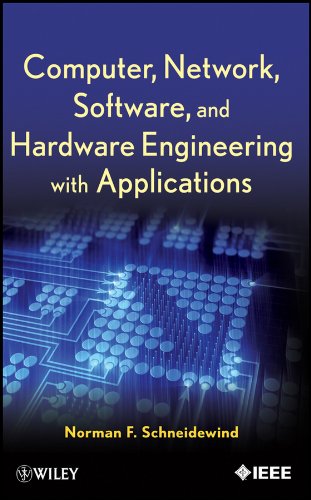 Computer, Network,
Software, and
Hardware Engineering
with Applications
Norman F. Schneidewind
WILEY
IEEE